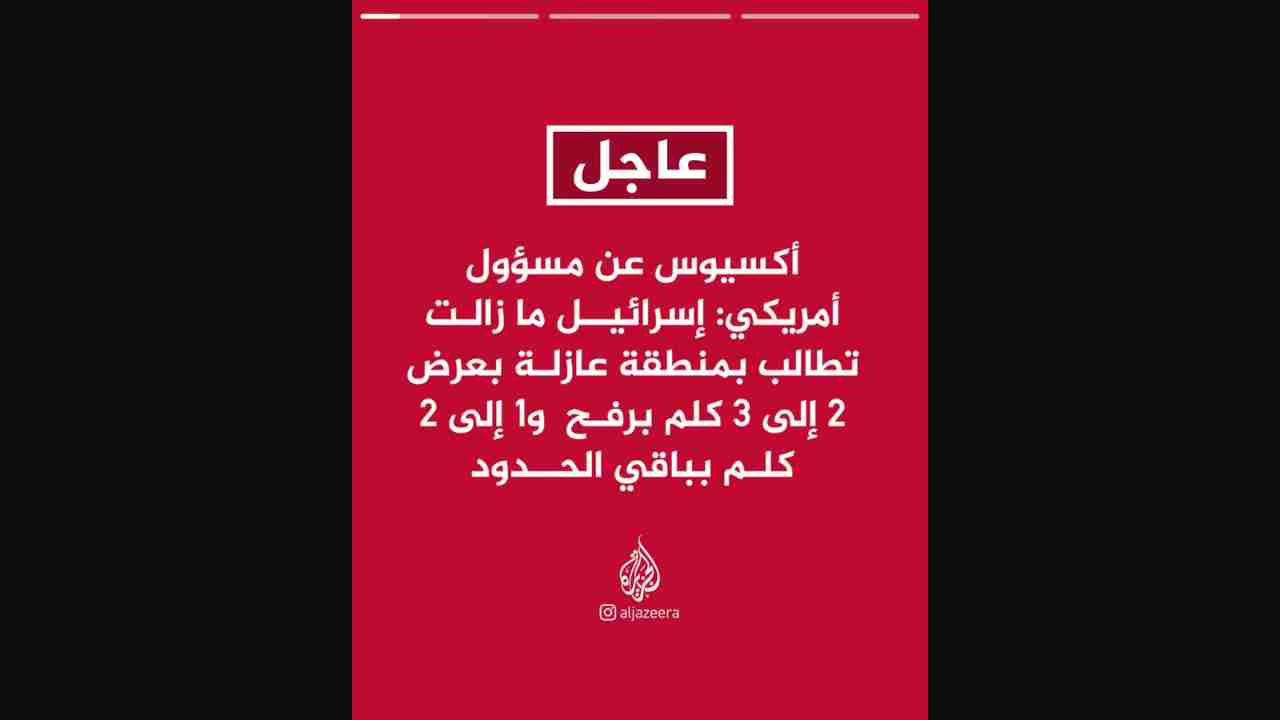 عاجل
أكسيوس عن مسؤول
أمريكي: إسرائيل ما زالت
تطالب بمنطقة عازلة بعرض
2 إلى 3 كلم برفح و1 إلى 2
كلم بباقي الحدود
الجزيرة
aljazeera